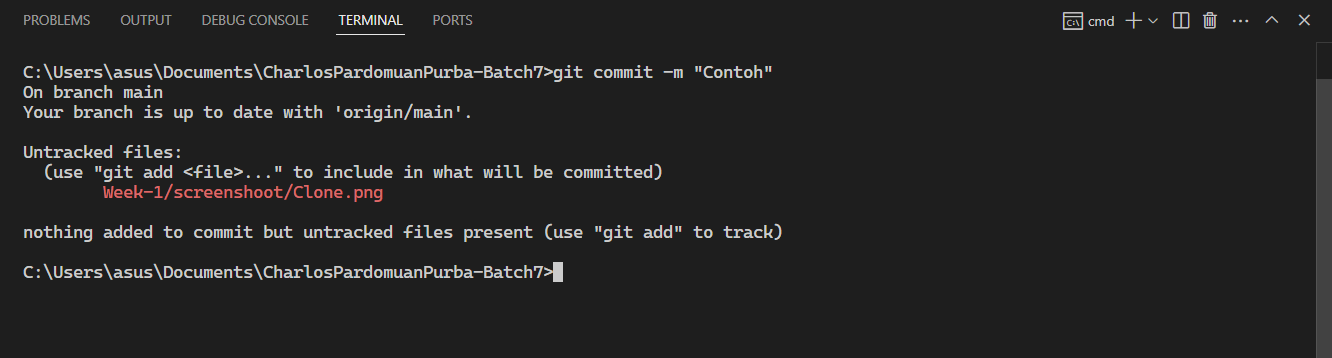 PROBLEMS OUTPUT DEBUG CONSOLE TERMINAL PORTS cmd
C:\Users\asus\Documents\CharlosPardomuanPurba-Batch7>git commit -m "Contoh"
On branch main
Your branch is up to date with 'origin/main'.
Untracked files:
(use "git add <file>..." to include in what will be committed)
Week-1/screenshoot/Clone.png
nothing added to commit but untracked files present (use "git add" to track)
C:\Users\asus\Documents\CharlosPardomuanPurba-Batch7>